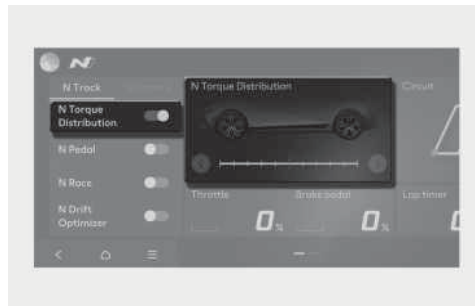 N
N Track
N Torque Distribution
Circuit
N Torque
Distribution
N Pedal
N Race
Throttle
Brake pedal
Lap timer
N Drift
Optimizer
0%
0%